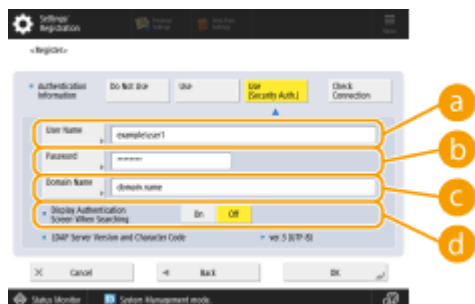 Settings/
Registration
<Register>
Authentication
Information
Do Not Use
Use
Use
(Security Auth.)
Check
Connection
User Name
example\user1
a
Password
********
b
Domain Name
domain.name
c
Display Authentication
Screen When Searching
On
Off
d
LDAP Server Version and Character Code
ver.3 (UTF-8)
Cancel
Back
OK
Status Monitor
System Management mode.